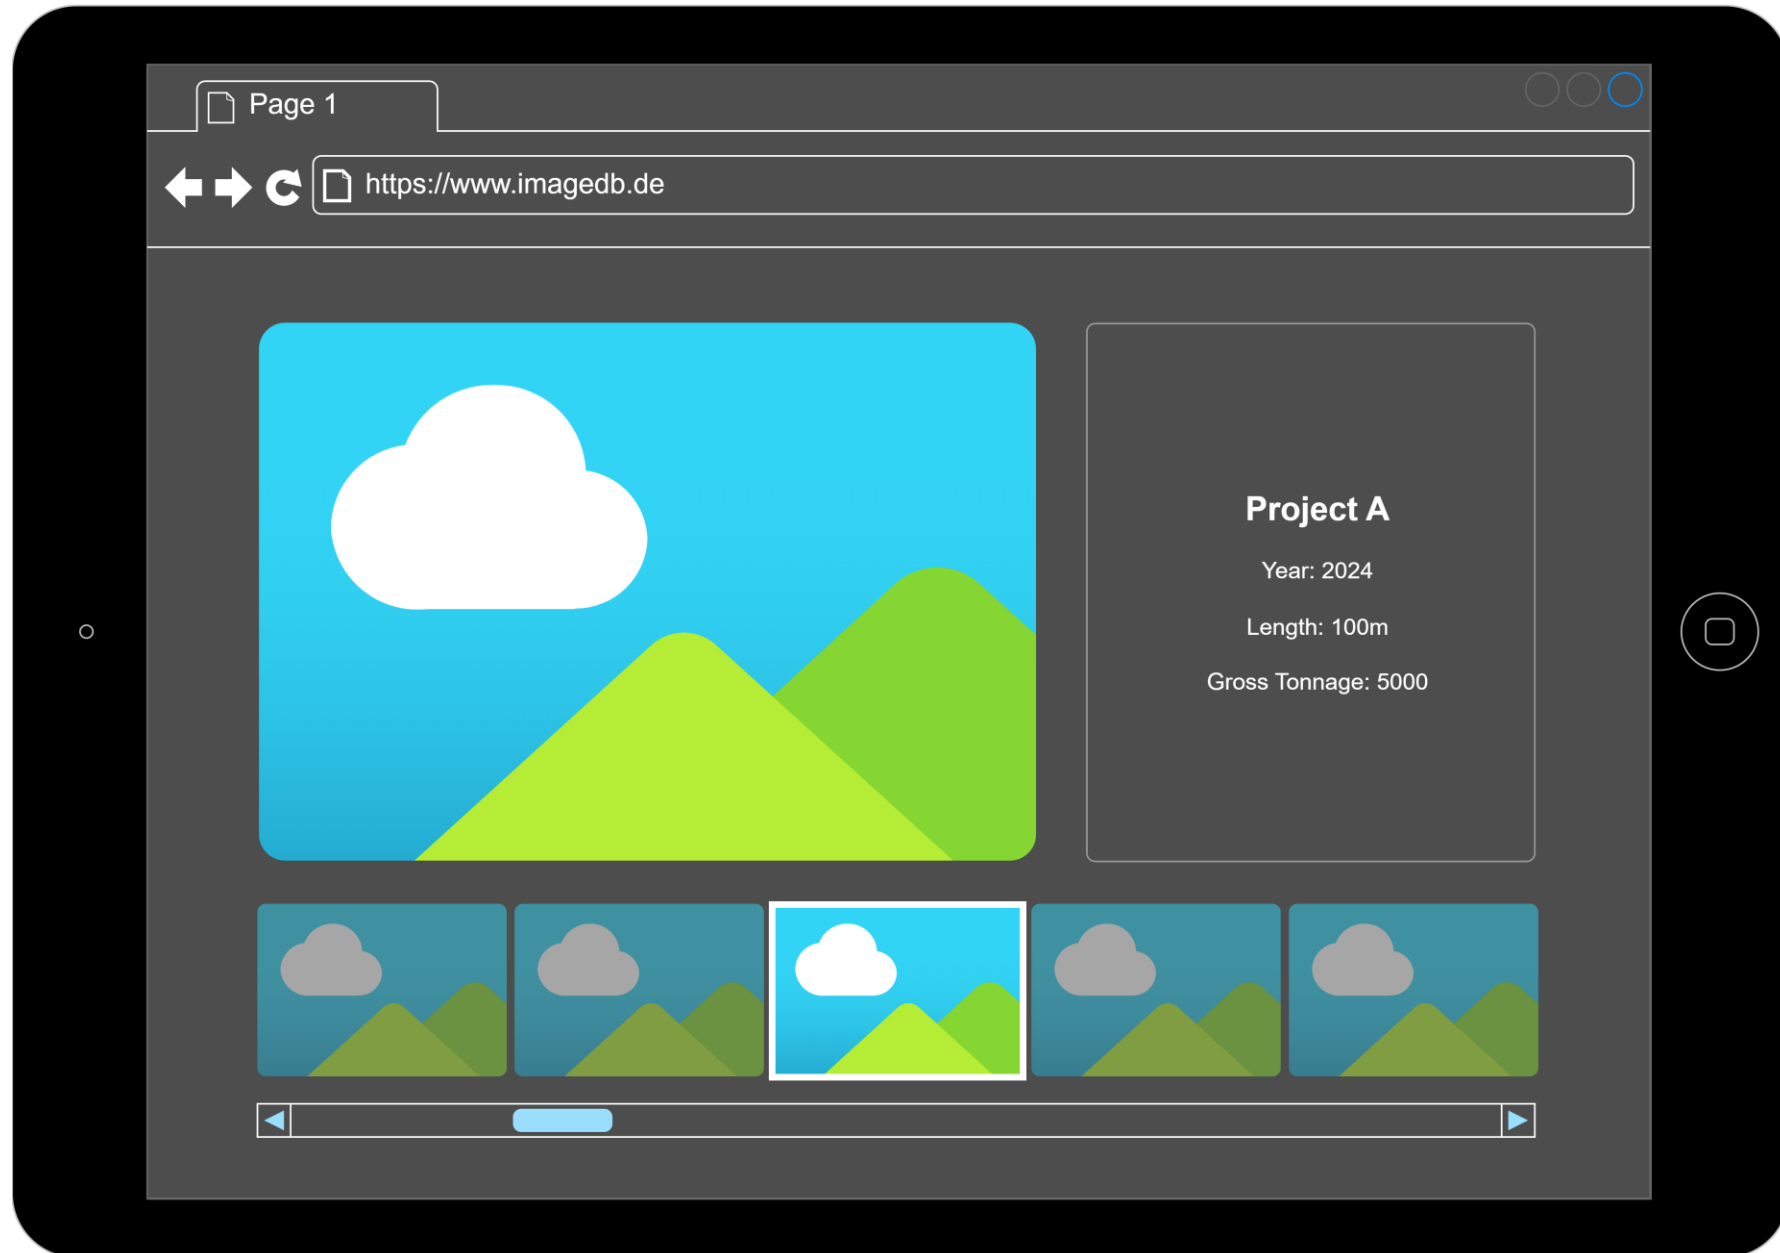 Page 1
https://www.imagedb.de
Project A
Year: 2024
Length: 100m
Gross Tonnage: 5000